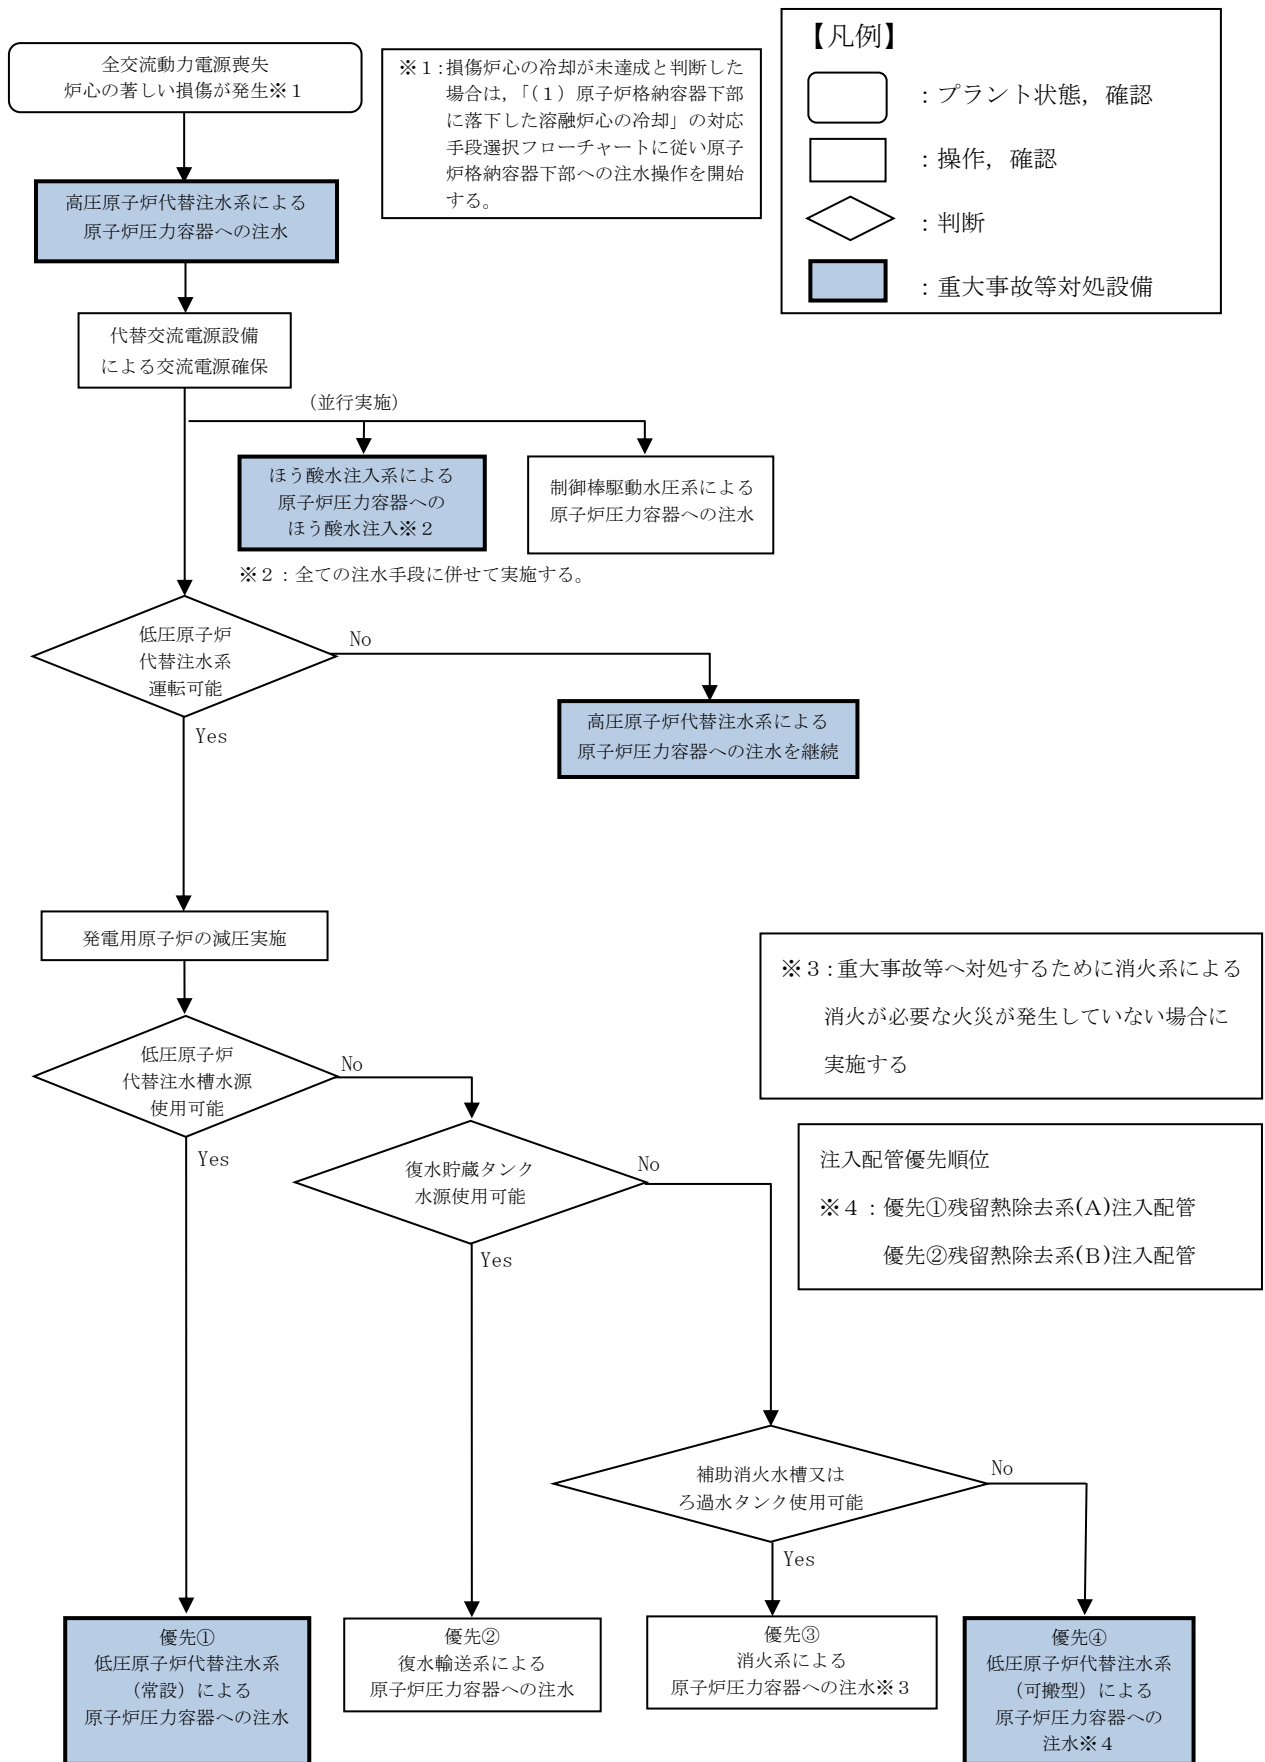 全交流動力電源喪失
炉心の著しい損傷が発生※1
※1:損傷炉心の冷却が未達成と判断した
場合は,「(1)原子炉格納容器下部
に落下した溶融炉心の冷却」の対応
手段選択フローチャートに従い原子
炉格納容器下部への注水操作を開始
する。
【凡例】
:プラント状態,確認
:操作,確認
:判断
:重大事故等対処設備
高圧原子炉代替注水系による
原子炉圧力容器への注水
代替交流電源設備
による交流電源確保
(並行実施)
ほう酸水注入系による
原子炉圧力容器への
ほう酸水注入※2
制御棒駆動水圧系による
原子炉圧力容器への注水
※2:全ての注水手段に併せて実施する。
低圧原子炉
代替注水系
運転可能
No
Yes
高圧原子炉代替注水系による
原子炉圧力容器への注水を継続
発電用原子炉の減圧実施
※3:重大事故等へ対処するために消火系による
消火が必要な火災が発生していない場合に
実施する
低圧原子炉
代替注水槽水源
使用可能
No
Yes
注入配管優先順位
※4:優先①残留熱除去系(A)注入配管
優先②残留熱除去系(B)注入配管
復水貯蔵タンク
水源使用可能
No
Yes
補助消火水槽又は
ろ過水タンク使用可能
No
Yes
優先①
低圧原子炉代替注水系
(常設)による
原子炉圧力容器への注水
優先②
復水輸送系による
原子炉圧力容器への注水
優先③
消火系による
原子炉圧力容器への注水※3
優先④
低圧原子炉代替注水系
(可搬型)による
原子炉圧力容器への
注水※4